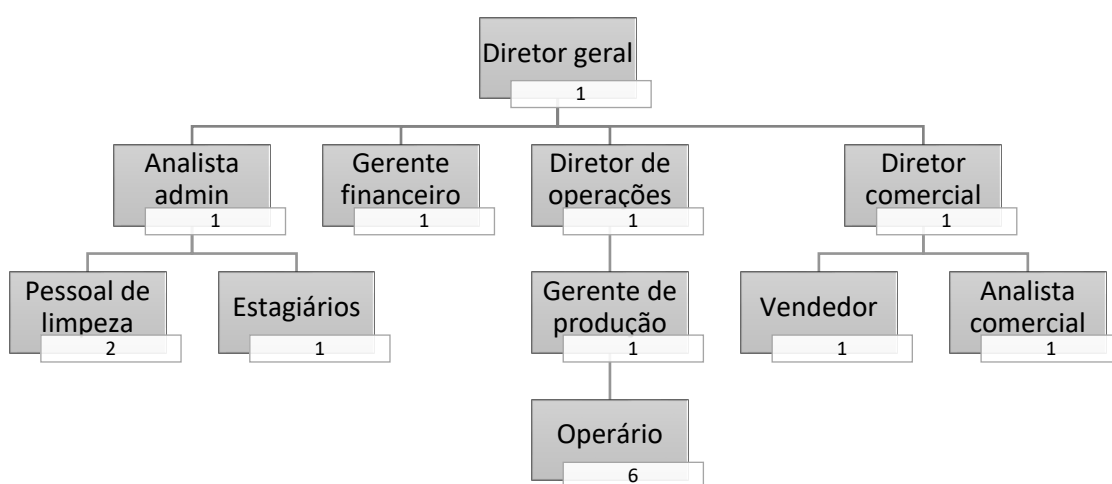 Diretor geral
1
Analista
admin
1
Gerente
financeiro
1
Diretor de
operações
1
Diretor
comercial
1
Pessoal de
limpeza
2
Estagiários
1
Gerente de
produção
1
Vendedor
1
Analista
comercial
1
Operário
6